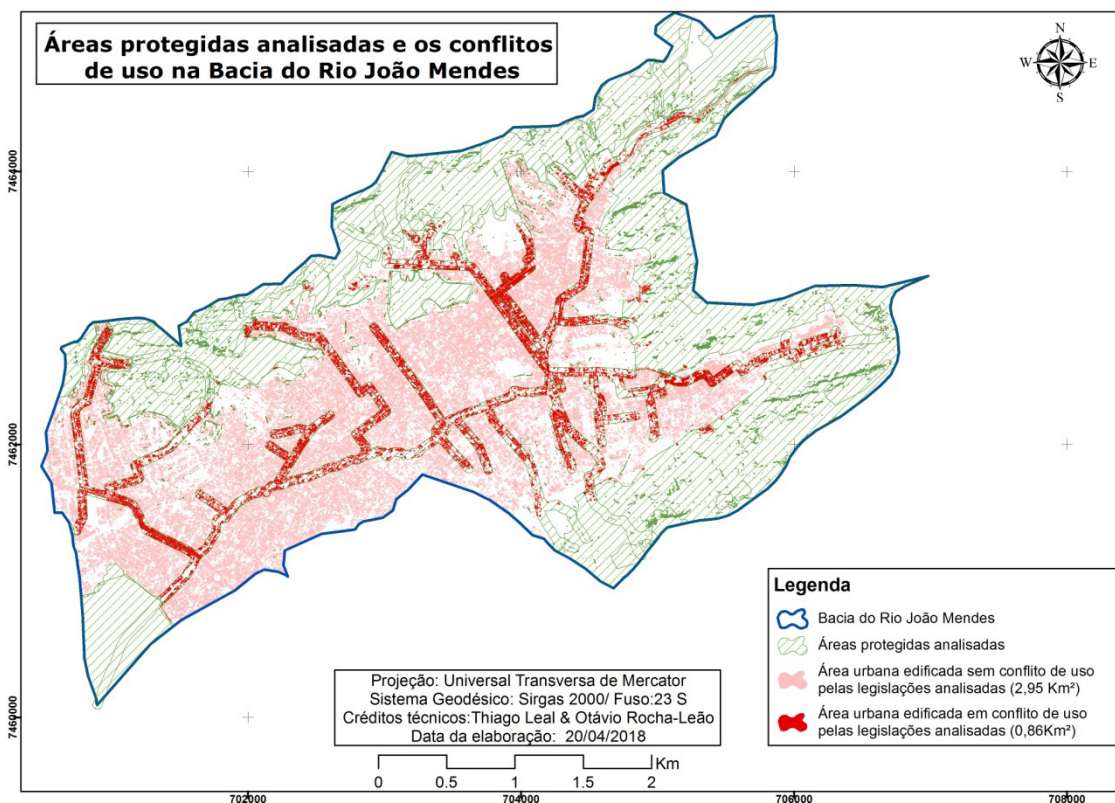 Áreas protegidas analisadas e os conflitos
de uso na Bacia do Rio João Mendes
N
W
E
S
7464000
7462000
7460000
Legenda
Bacia do Rio João Mendes
Áreas protegidas analisadas
Área urbana edificada sem conflito de uso
pelas legislações analisadas (2,95 Km²)
Área urbana edificada em conflito de uso
pelas legislações analisadas (0,86Km²)
Projeção: Universal Transversa de Mercator
Sistema Geodésico: Sirgas 2000/ Fuso:23 S
Créditos técnicos:Thiago Leal & Otávio Rocha-Leão
Data da elaboração: 20/04/2018
Km
0 0.5 1 1.5 2
702000 704000 706000 708000